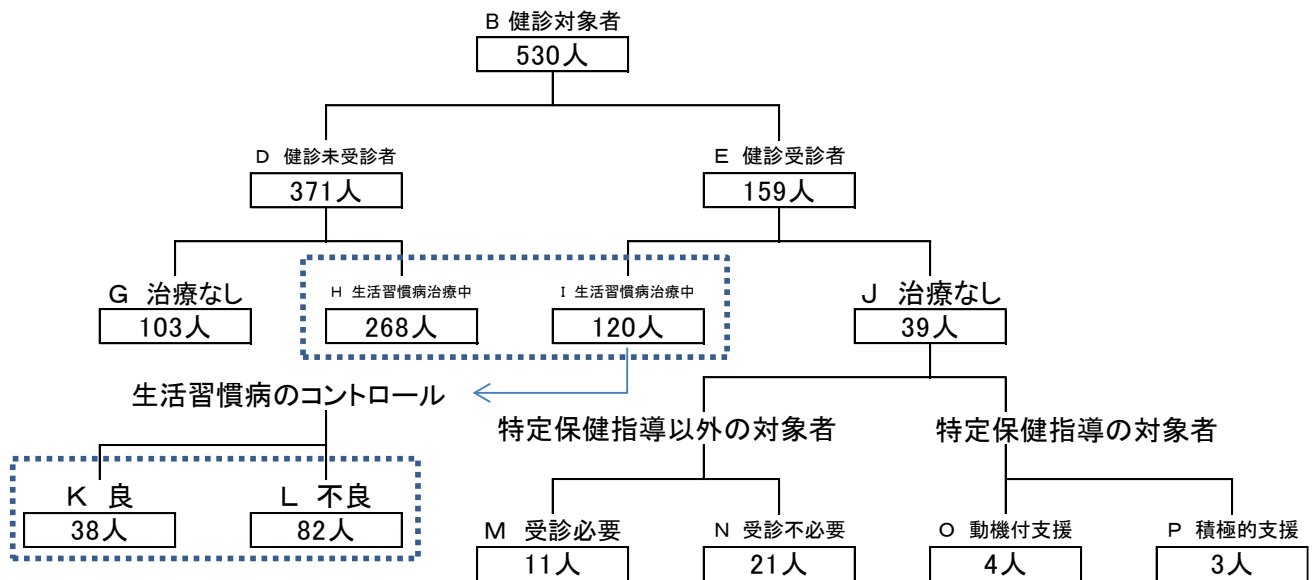 B 健診対象者
530人
D 健診未受診者
E 健診受診者
371人
159人
G 治療なし
H 生活習慣病治療中
I 生活習慣病治療中
J 治療なし
103人
268人
120人
39人
生活習慣病のコントロール
特定保健指導以外の対象者
特定保健指導の対象者
K 良
L 不良
38人
82人
M 受診必要
N 受診不必要
O 動機付支援
P 積極的支援
11人
21人
4人
3人